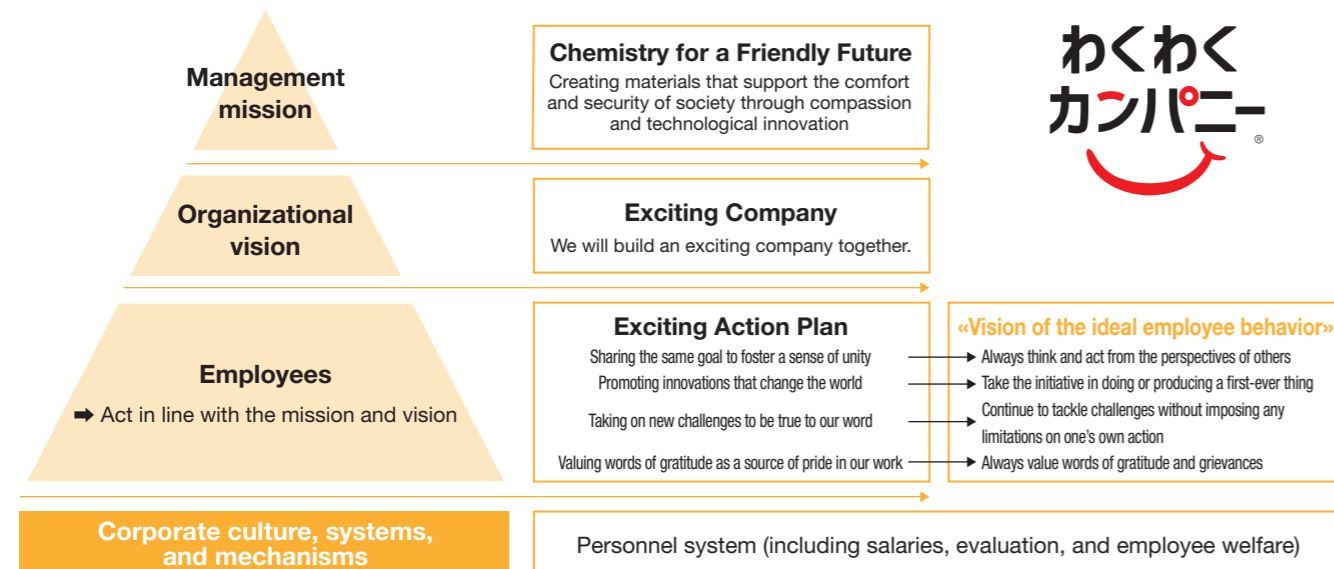 Management
mission
Chemistry for a Friendly Future
Creating materials that support the comfort
and security of society through compassion
and technological innovation
わくわく
カンパニー
®
Organizational
vision
Exciting Company
We will build an exciting company together.
Employees
➡ Act in line with the mission and vision
Exciting Action Plan
Sharing the same goal to foster a sense of unity
Promoting innovations that change the world
Taking on new challenges to be true to our word
Valuing words of gratitude as a source of pride in our work
«Vision of the ideal employee behavior»
Always think and act from the perspectives of others
Take the initiative in doing or producing a first-ever thing
Continue to tackle challenges without imposing any
limitations on one's own action
Always value words of gratitude and grievances
Corporate culture, systems,
and mechanisms
Personnel system (including salaries, evaluation, and employee welfare)